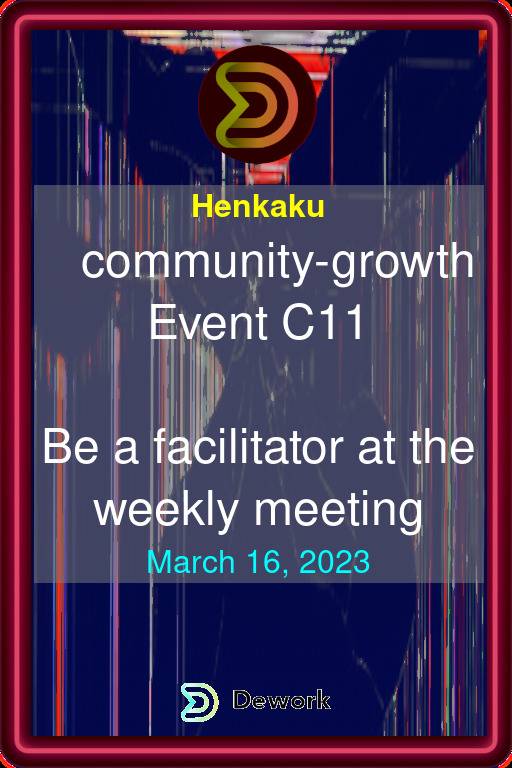 Henkaku
community-growth
Event C11
Be a facilitator at the
weekly meeting
March 16, 2023
Dework